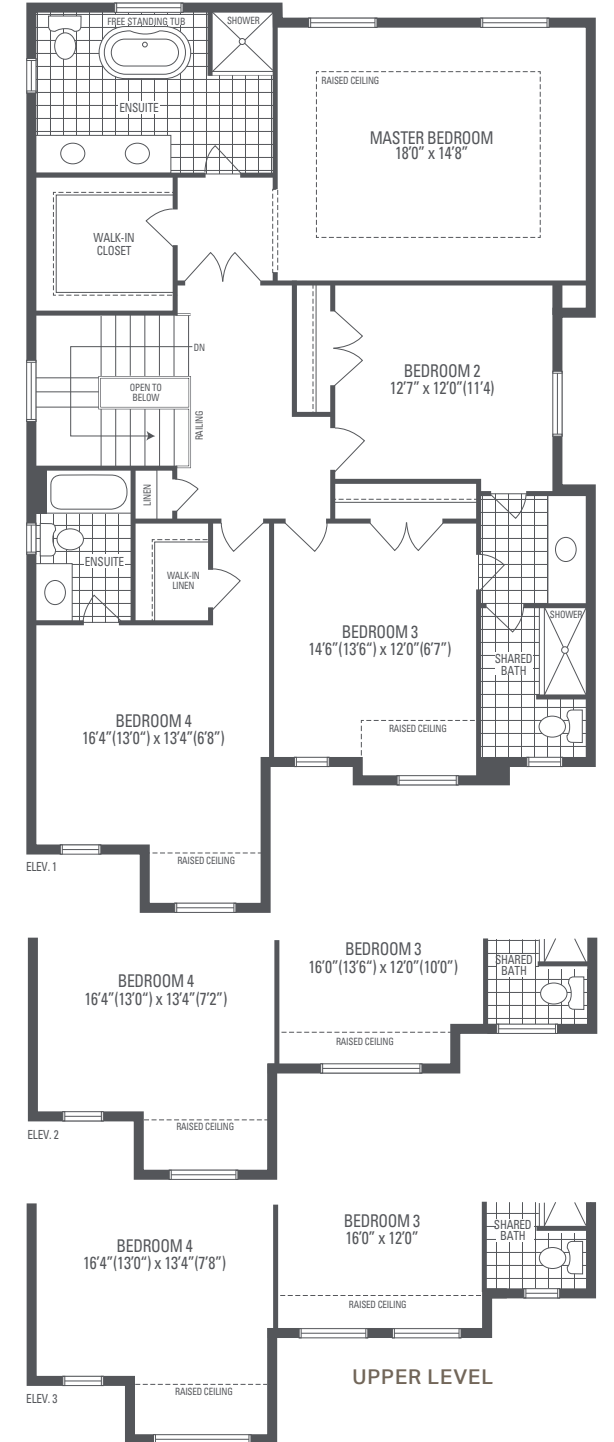 FREE STANDING TUB
SHOWER
ENSUITE
RAISED CEILING
MASTER BEDROOM
18'0" x 14'8"
WALK-IN
CLOSET
DN
OPEN TO
BELOW
RAILING
BEDROOM 2
12'7" x 12'0"(11'4)
LINEN
ENSUITE
WALK-IN
LINEN
BEDROOM 3
14'6"(13'6") x 12'0"(6'7")
SHOWER
SHARED
BATH
RAISED CEILING
BEDROOM 4
16'4"(13'0") x 13'4"(6'8")
RAISED CEILING
ELEV. 1
BEDROOM 3
16'0"(13'6") x 12'0"(10'0")
SHARED
BATH
BEDROOM 4
16'4"(13'0") x 13'4"(7'2")
RAISED CEILING
RAISED CEILING
ELEV. 2
BEDROOM 3
16'0" x 12'0"
SHARED
BATH
BEDROOM 4
16'4"(13'0") x 13'4"(7'8")
RAISED CEILING
RAISED CEILING
ELEV. 3
UPPER LEVEL